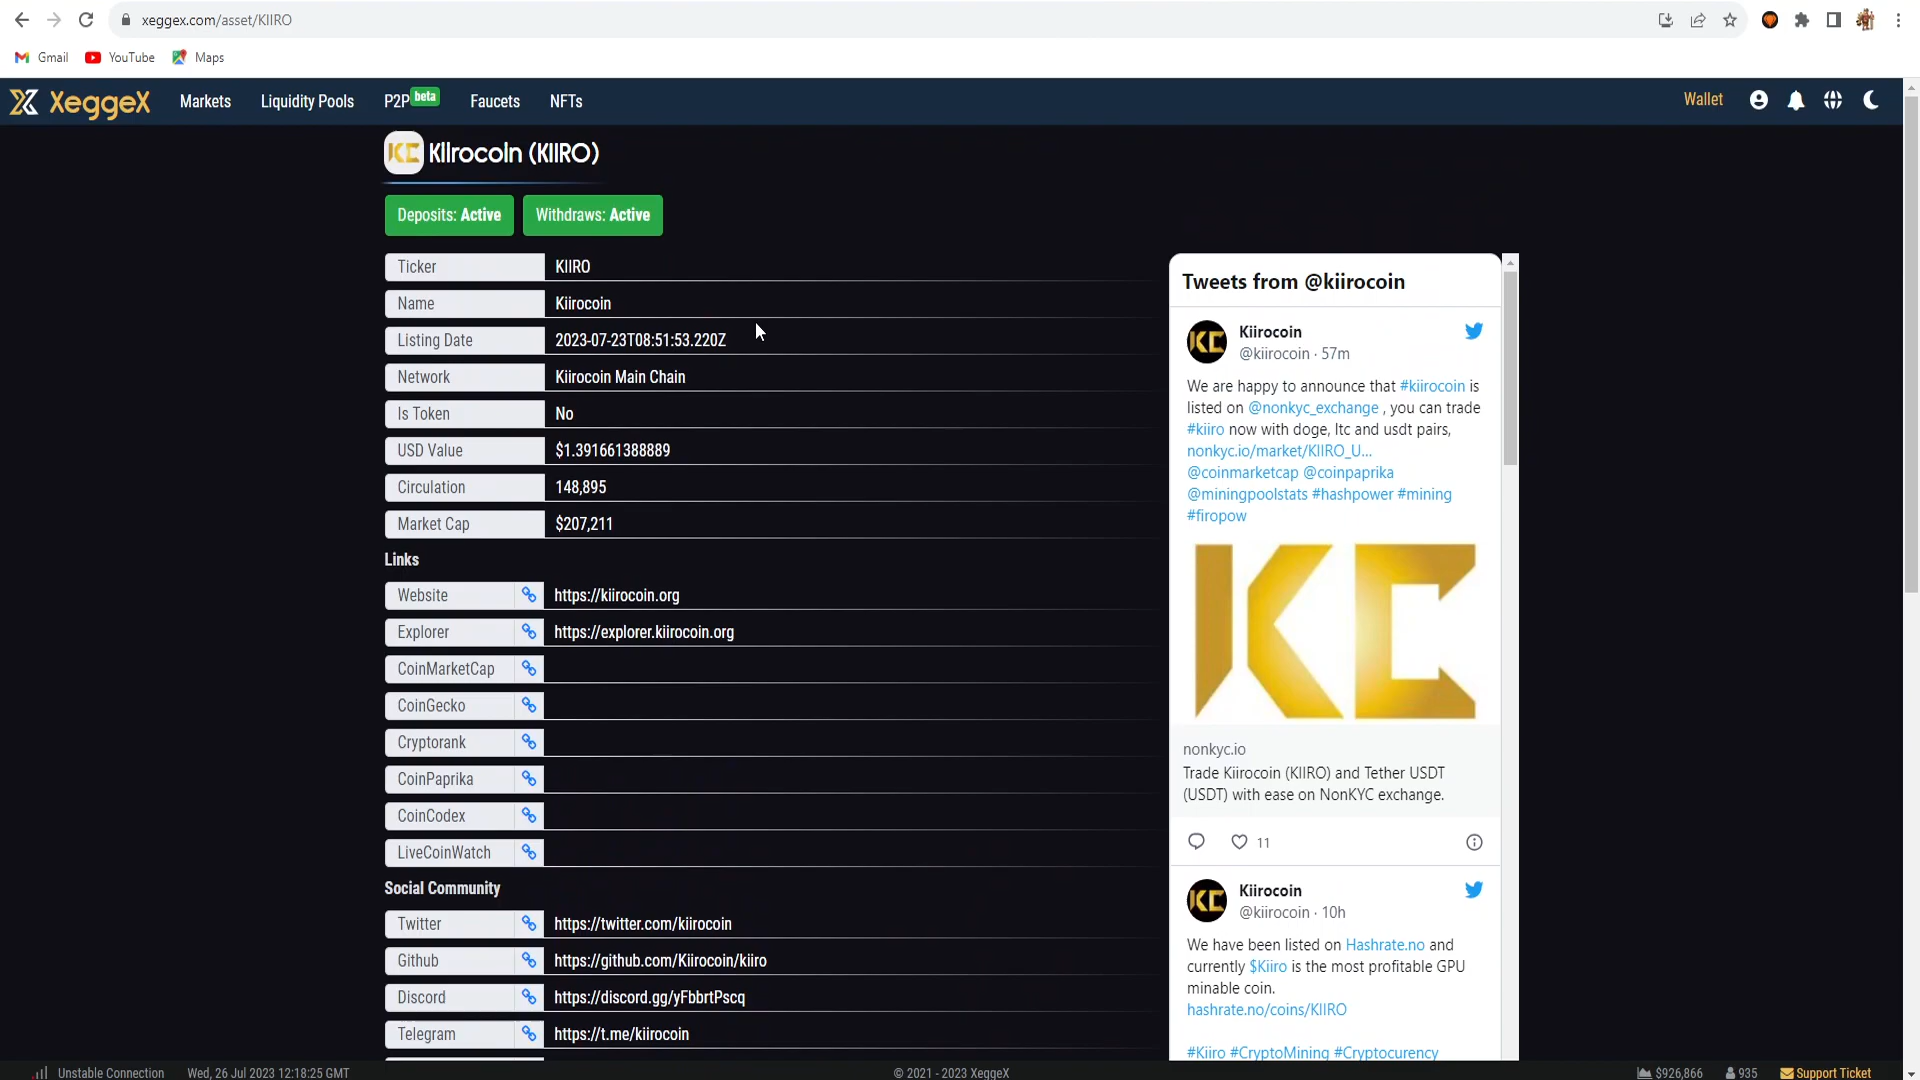 xeggex.com/asset/KIIRO
Gmail YouTube Maps
XeggeX Markets Liquidity Pools P2P beta Faucets NFTs Wallet
KC Kiirocoin (KIIRO)
Deposits: Active Withdraws: Active
Ticker KIIRO
Name Kiirocoin
Listing Date 2023-07-23T08:51:53.220Z
Network Kiirocoin Main Chain
Is Token No
USD Value $1.391661388889
Circulation 148,895
Market Cap $207,211
Links
Website https://kiirocoin.org
Explorer https://explorer.kiirocoin.org
CoinMarketCap
CoinGecko
Cryptorank
CoinPaprika
CoinCodex
LiveCoinWatch
Social Community
Twitter https://twitter.com/kiirocoin
Github https://github.com/Kiirocoin/kiiro
Discord https://discord.gg/yFbbrtPscq
Telegram https://t.me/kiirocoin
Tweets from @kiirocoin
KC Kiirocoin
@kiirocoin · 57m
We are happy to announce that #kiirocoin is
listed on @nonkyc_exchange , you can trade
#kiiro now with doge, ltc and usdt pairs,
nonkyc.io/market/KIIRO_U...
@coinmarketcap @coinpaprika
@miningpoolstats #hashpower #mining
#firopow
KC
nonkyc.io
Trade Kiirocoin (KIIRO) and Tether USDT
(USDT) with ease on NonKYC exchange.
11
KC Kiirocoin
@kiirocoin · 10h
We have been listed on Hashrate.no and
currently $Kiiro is the most profitable GPU
minable coin.
hashrate.no/coins/KIIRO
#Kiiro #CryptoMining #Cryptocurency
Unstable Connection Wed, 26 Jul 2023 12:18:25 GMT © 2021 - 2023 XeggeX $926,866 935 Support Ticket